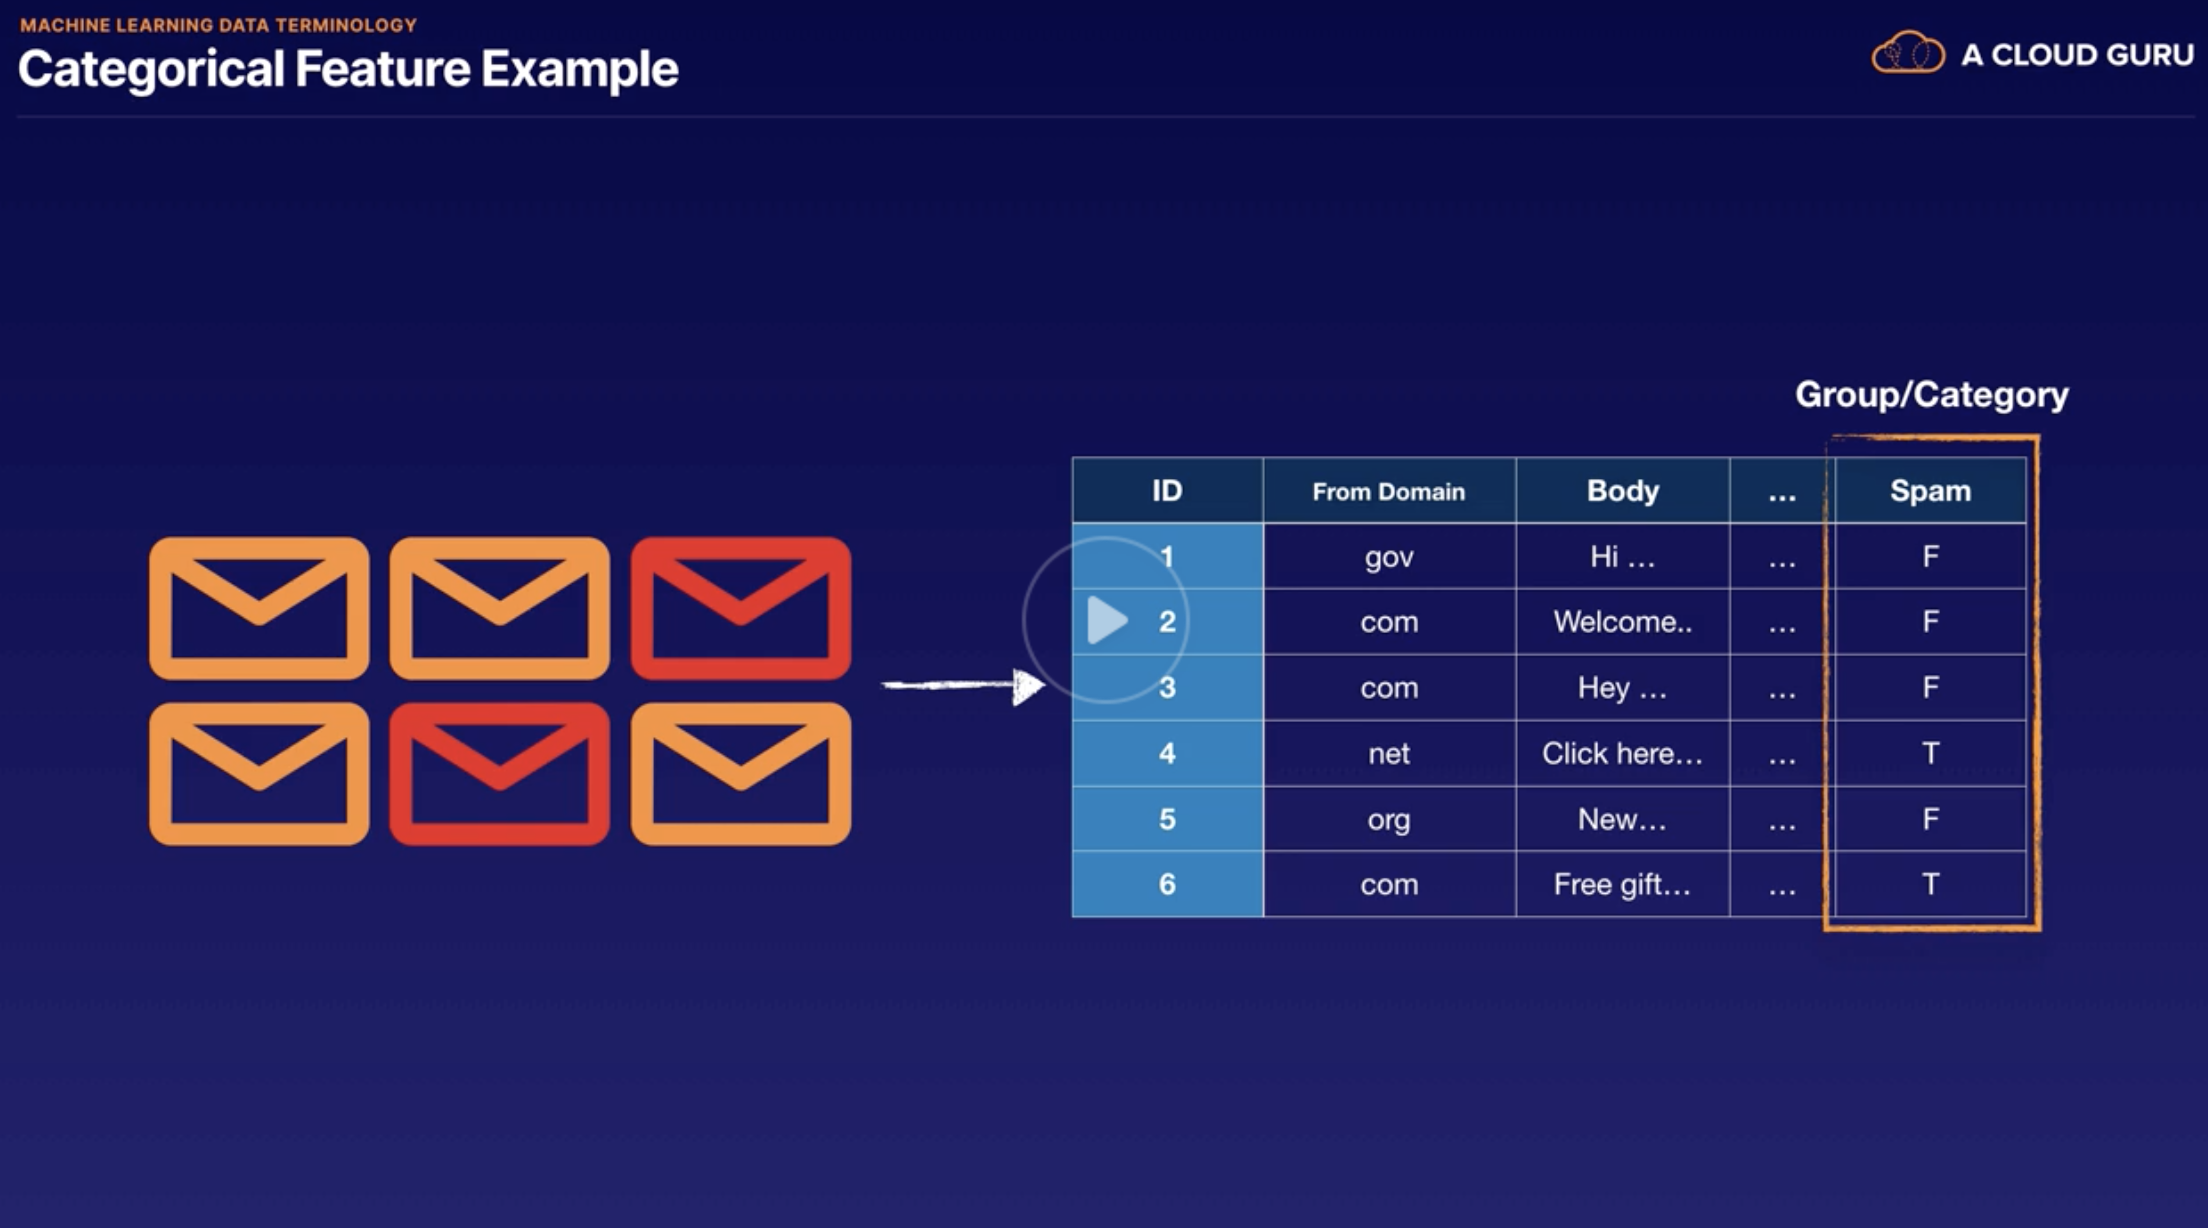 MACHINE LEARNING DATA TERMINOLOGY
Categorical Feature Example
A CLOUD GURU
Group/Category
ID From Domain Body ... Spam
1 gov Hi ... ... F
2 com Welcome.. ... F
3 com Hey ... ... F
4 net Click here... ... T
5 org New... ... F
6 com Free gift... ... T